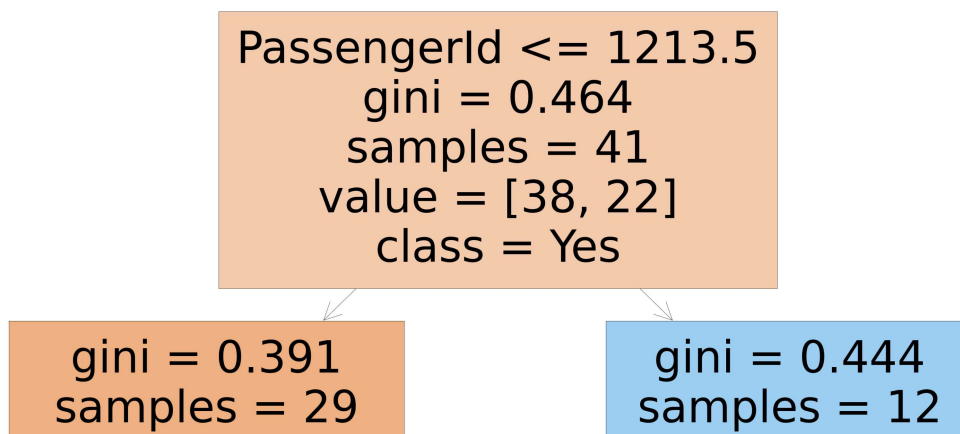 PassengerId <= 1213.5
gini = 0.464
samples = 41
value = [38, 22]
class = Yes
gini = 0.391
samples = 29
gini = 0.444
samples = 12